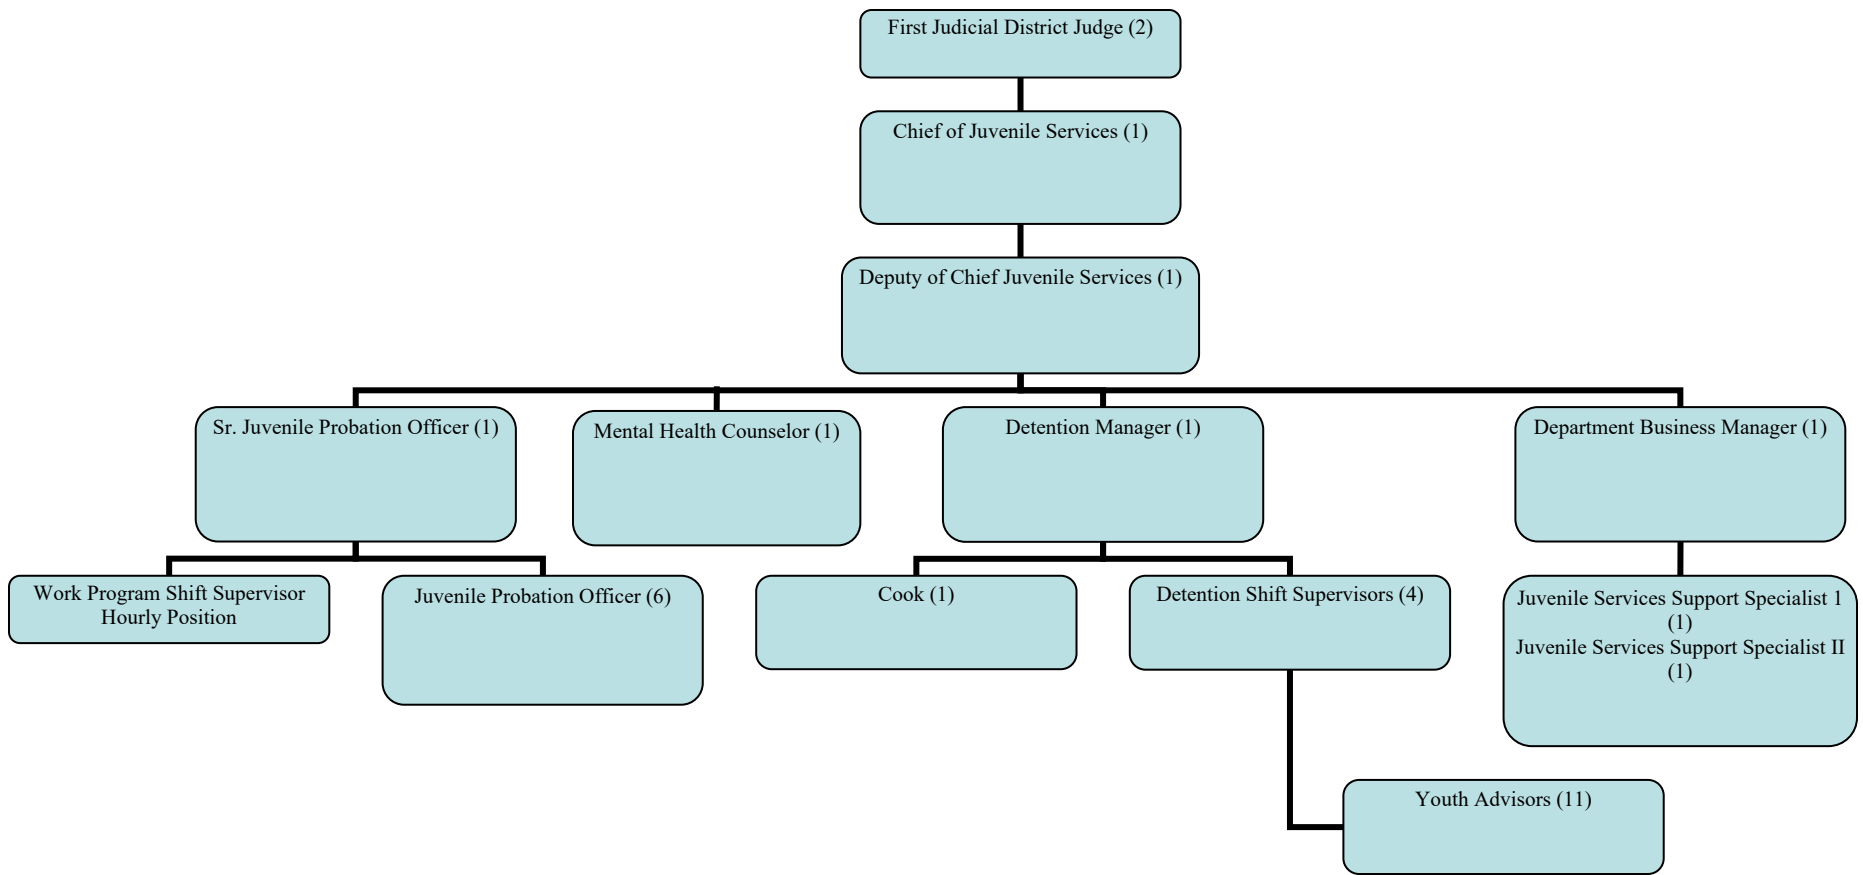 First Judicial District Judge (2)
Chief of Juvenile Services (1)
Deputy of Chief Juvenile Services (1)
Sr. Juvenile Probation Officer (1)
Mental Health Counselor (1)
Detention Manager (1)
Department Business Manager (1)
Work Program Shift Supervisor
Hourly Position
Juvenile Probation Officer (6)
Cook (1)
Detention Shift Supervisors (4)
Juvenile Services Support Specialist 1
(1)
Juvenile Services Support Specialist II
(1)
Youth Advisors (11)